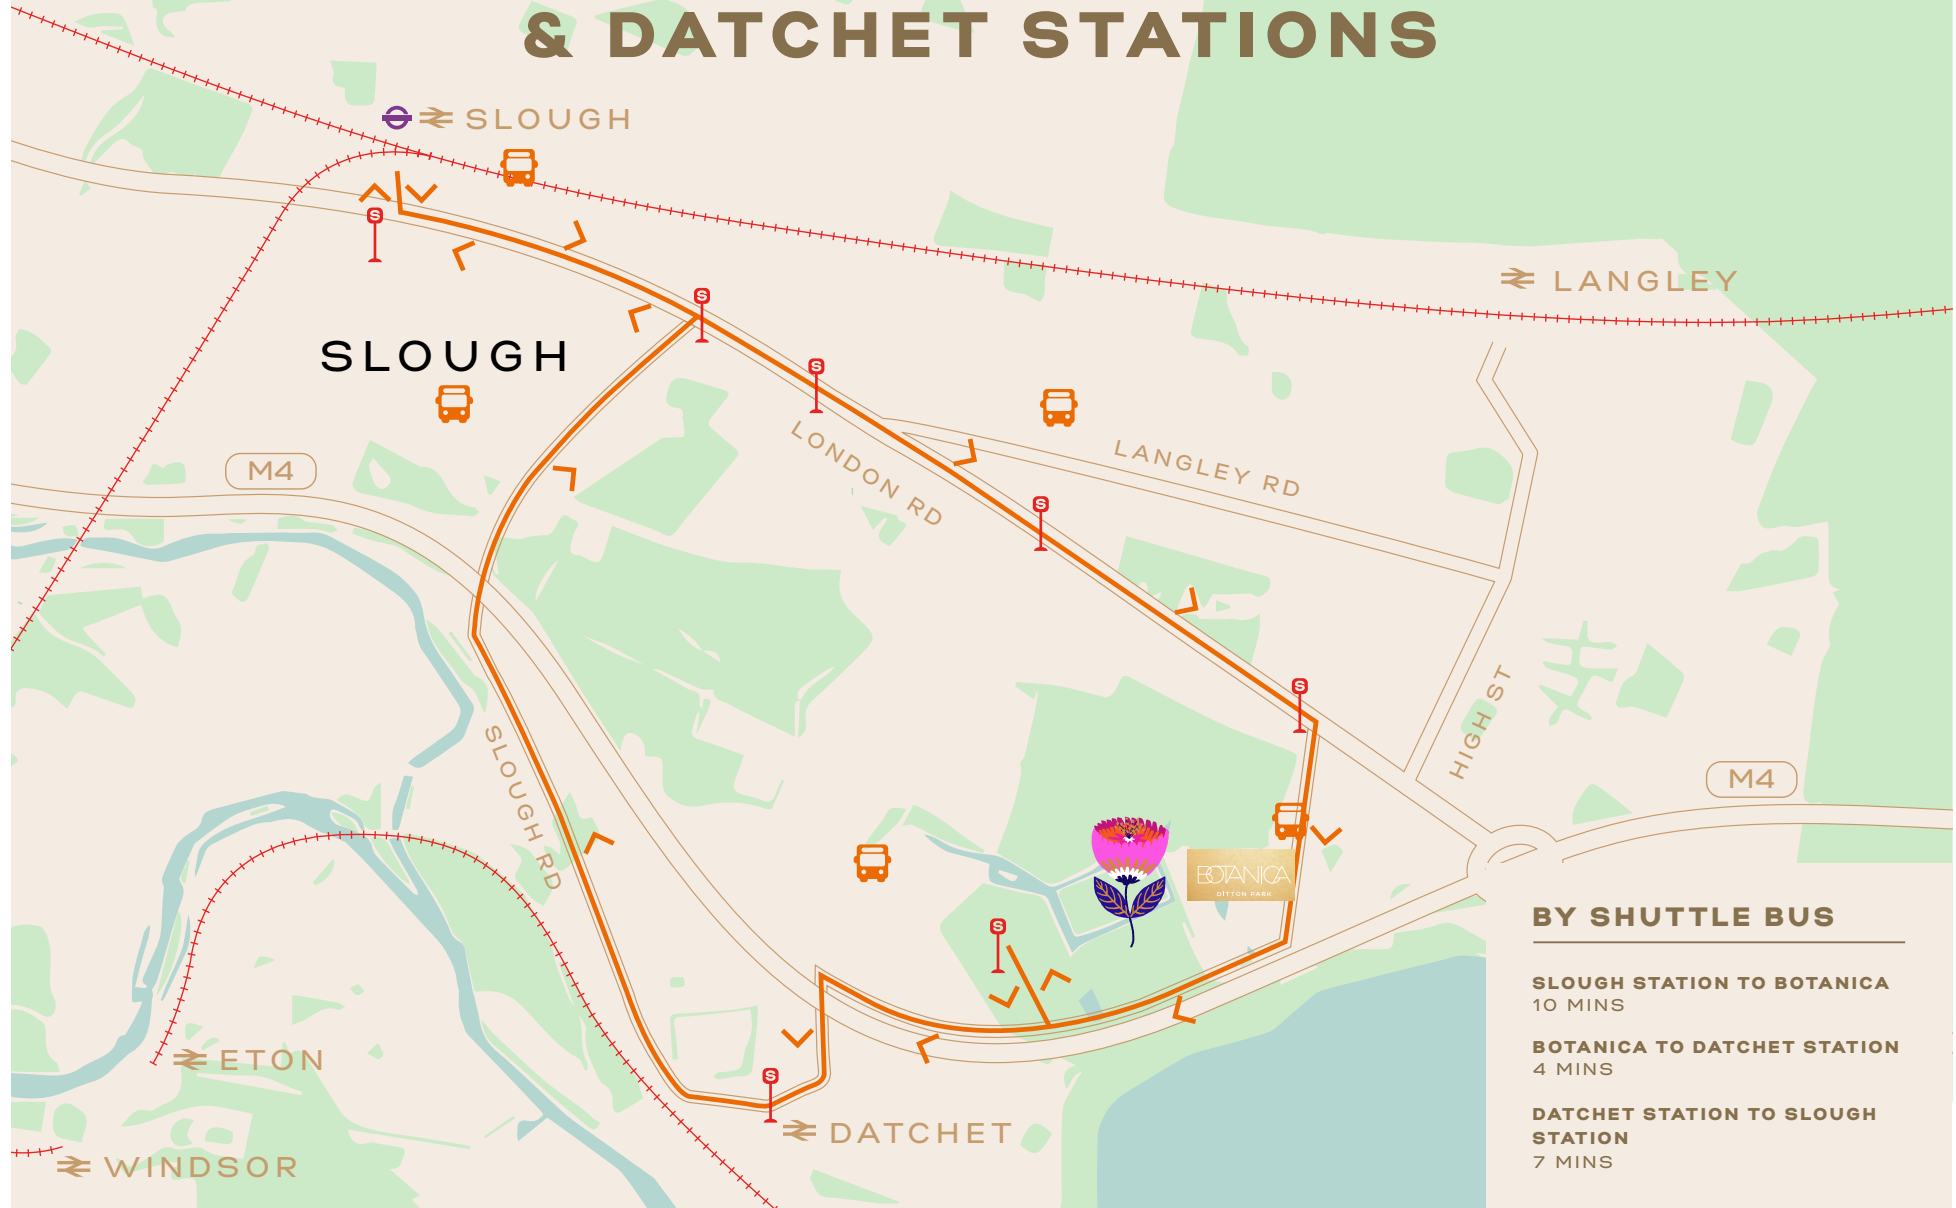 & DATCHET STATIONS
SLOUGH
S
S
LANGLEY
SLOUGH
S
LONDON RD
LANGLEY RD
M4
S
S
HIGH ST
SLOUGH RD
M4
BOTANICA
DITTON PARK
S
BY SHUTTLE BUS
SLOUGH STATION TO BOTANICA
10 MINS
BOTANICA TO DATCHET STATION
4 MINS
ETON
S
DATCHET STATION TO SLOUGH
STATION
7 MINS
DATCHET
WINDSOR